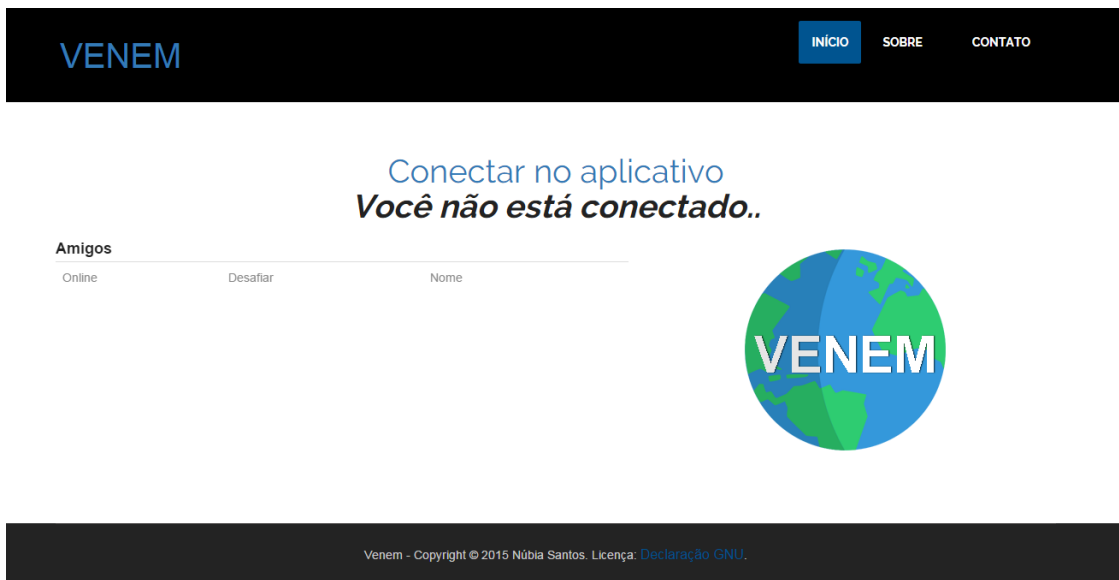 VENEM
INÍCIO SOBRE CONTATO
Conectar no aplicativo
Você não está conectado..
Amigos
Online Desafiar Nome
VENEM
Venem - Copyright © 2015 Núbia Santos. Licença: Declaração GNU.